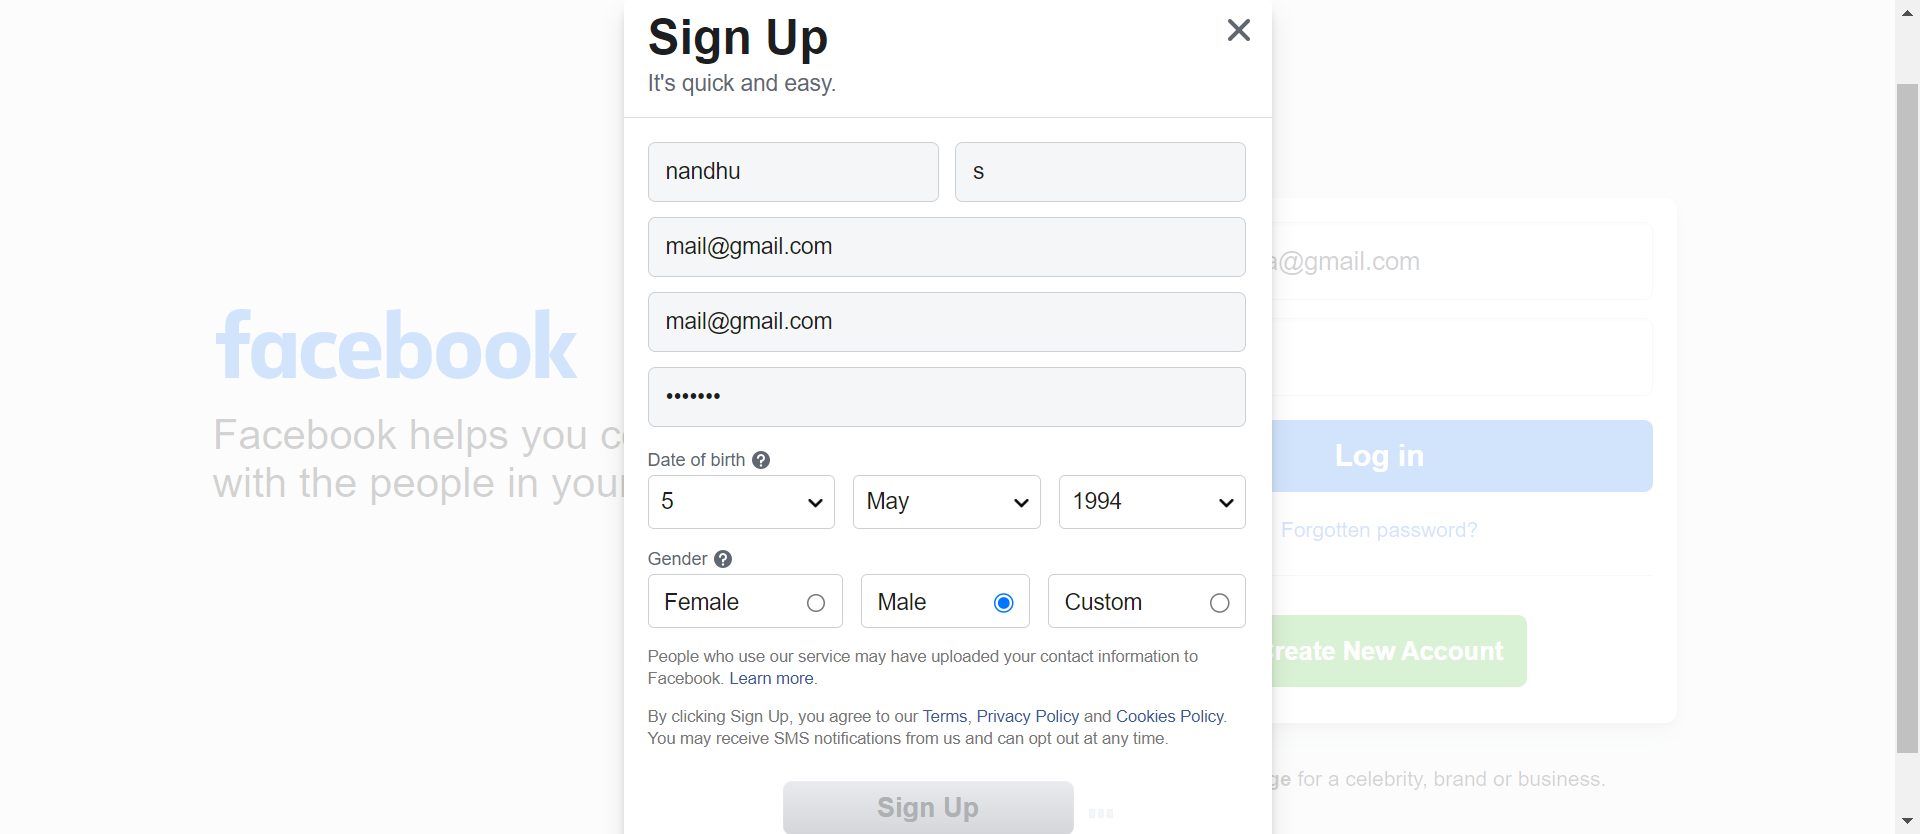 Sign Up
It's quick and easy.
nandhu s
mail@gmail.com
mail@gmail.com
•••••••
Date of birth ?
5 May 1994
Gender ?
Female Male Custom
People who use our service may have uploaded your contact information to
Facebook. Learn more.
By clicking Sign Up, you agree to our Terms, Privacy Policy and Cookies Policy.
You may receive SMS notifications from us and can opt out at any time.
Sign Up
facebook
Facebook helps you
with the people in your
a@gmail.com
Log in
Forgotten password?
reate New Account
ge for a celebrity, brand or business.